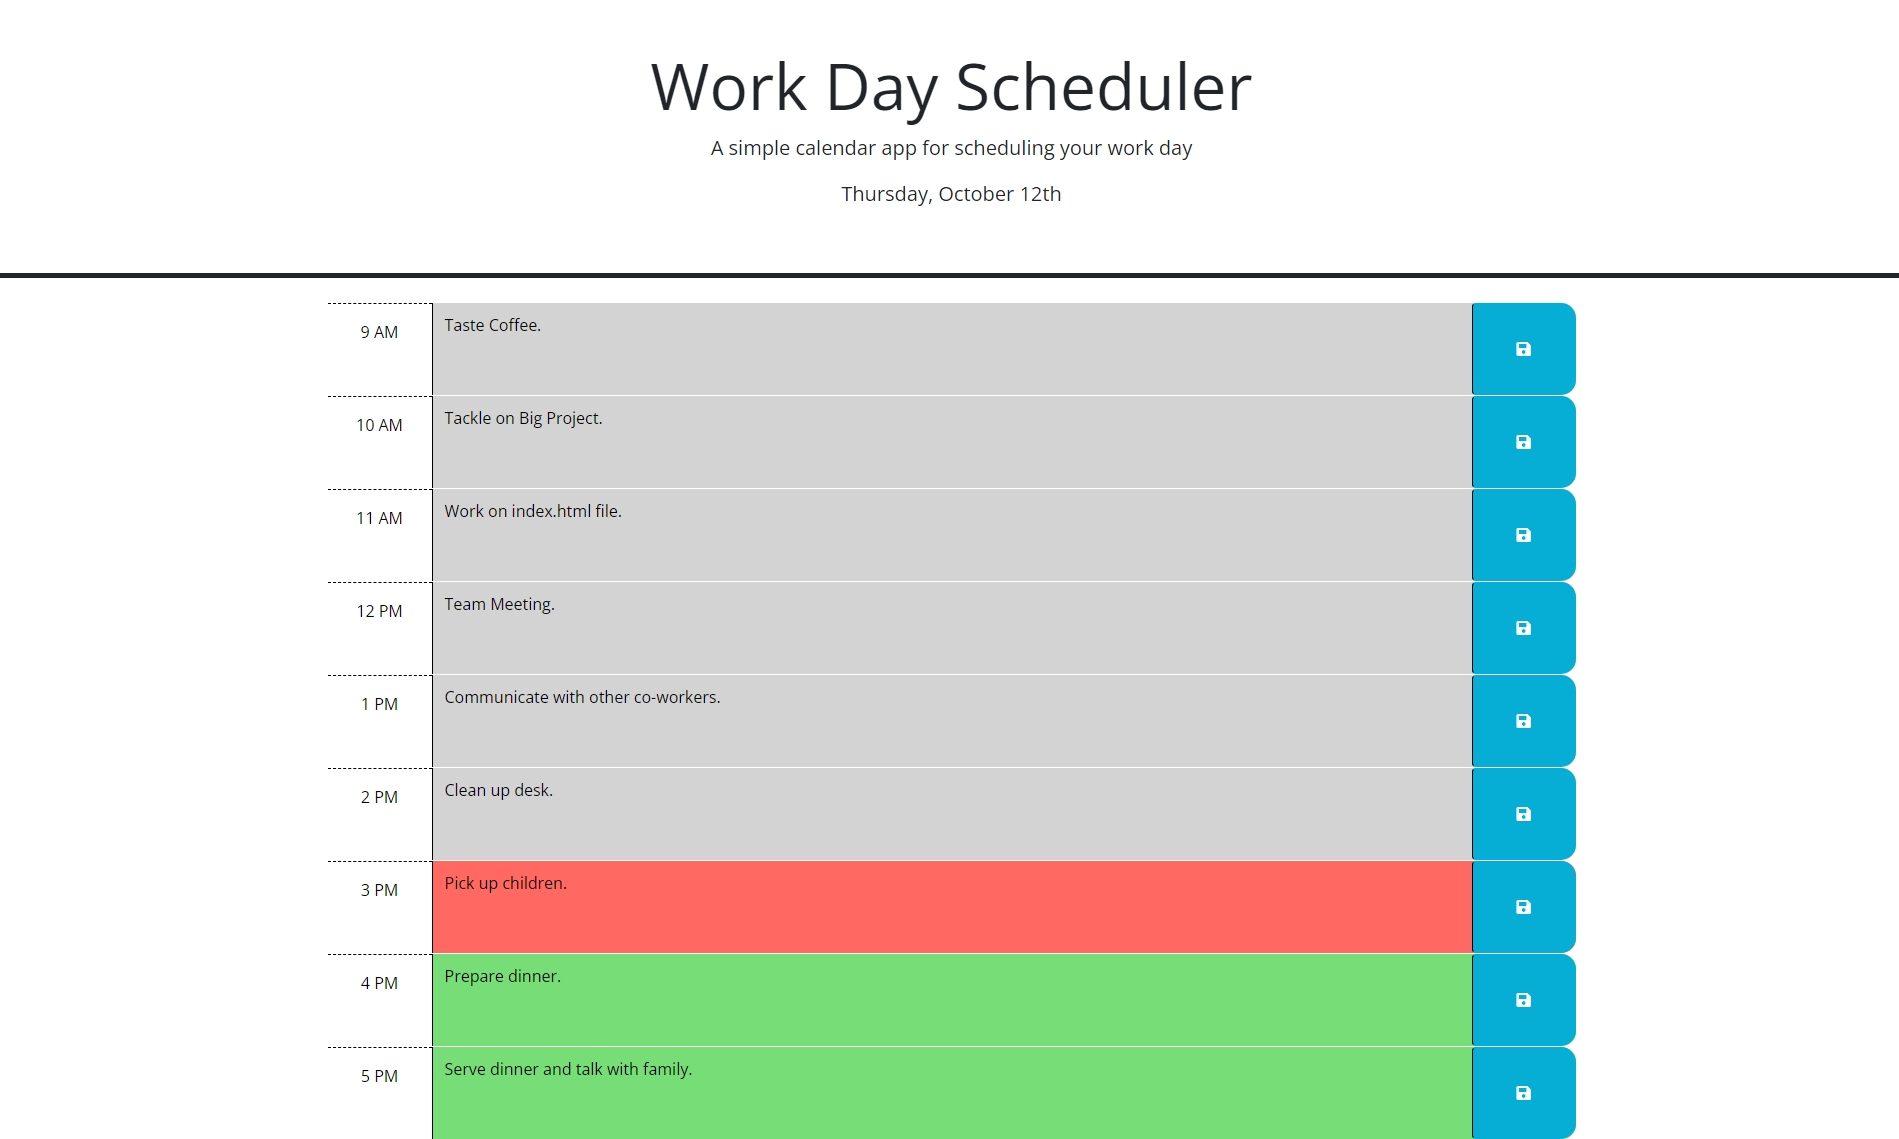 Work Day Scheduler
A simple calendar app for scheduling your work day
Thursday, October 12th
9 AM Taste Coffee.
10 AM Tackle on Big Project.
11 AM Work on index.html file.
12 PM Team Meeting.
1 PM Communicate with other co-workers.
2 PM Clean up desk.
3 PM Pick up children.
4 PM Prepare dinner.
5 PM Serve dinner and talk with family.